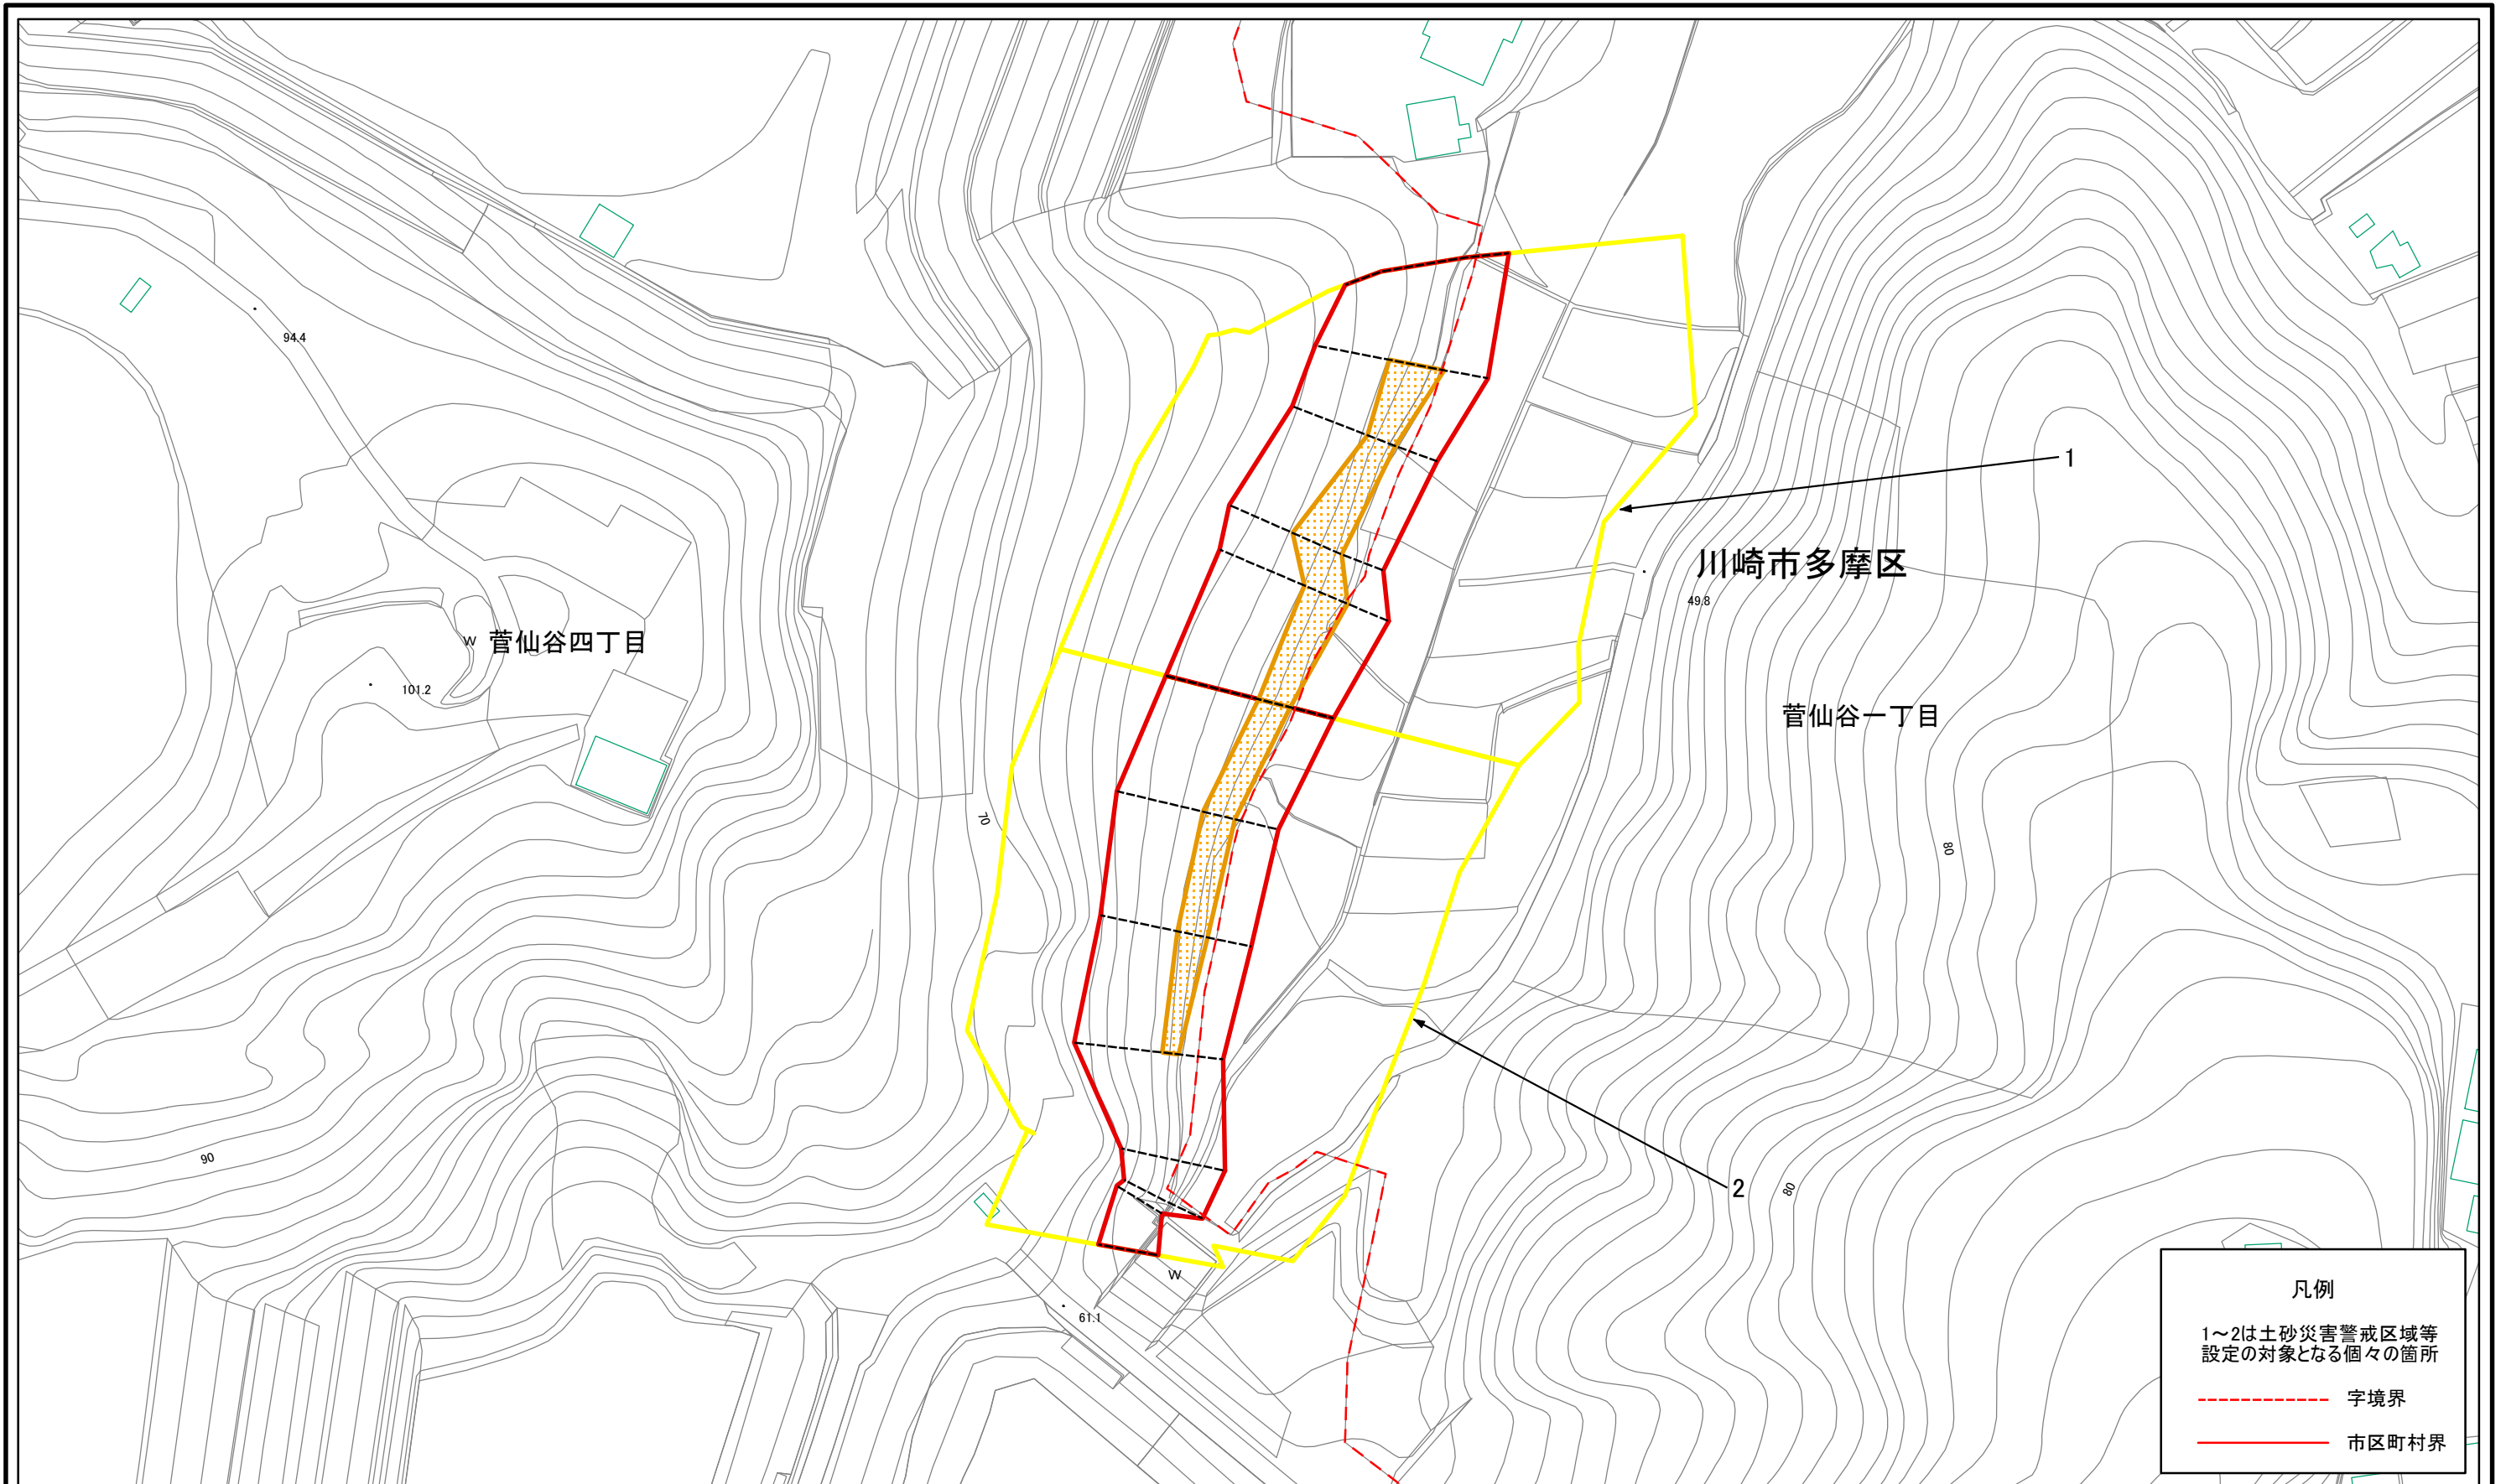 94.4
1
川崎市多摩区
49.8
W
菅仙谷四丁目
101.2
菅仙谷一丁目
70
80
90
80
2
W
61.1
凡例
1～2は土砂災害警戒区域等
設定の対象となる個々の箇所
字境界
市区町村界